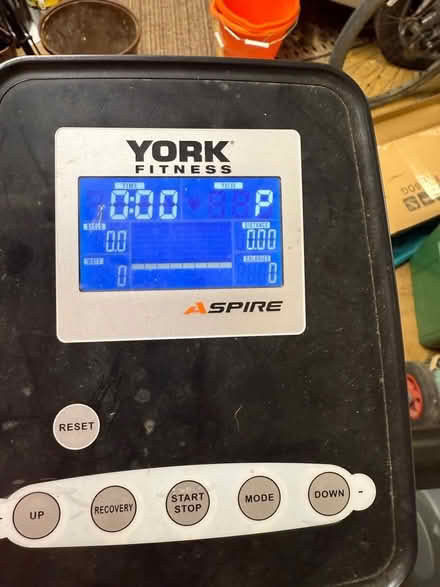 YORK
FITNESS
TIME
PULSE
0:00
P
SPEED
DISTANCE
0.0
0.00
WATT
CALORIES
0
0
ASPIRE
RESET
UP
RECOVERY
START
STOP
MODE
DOWN
-